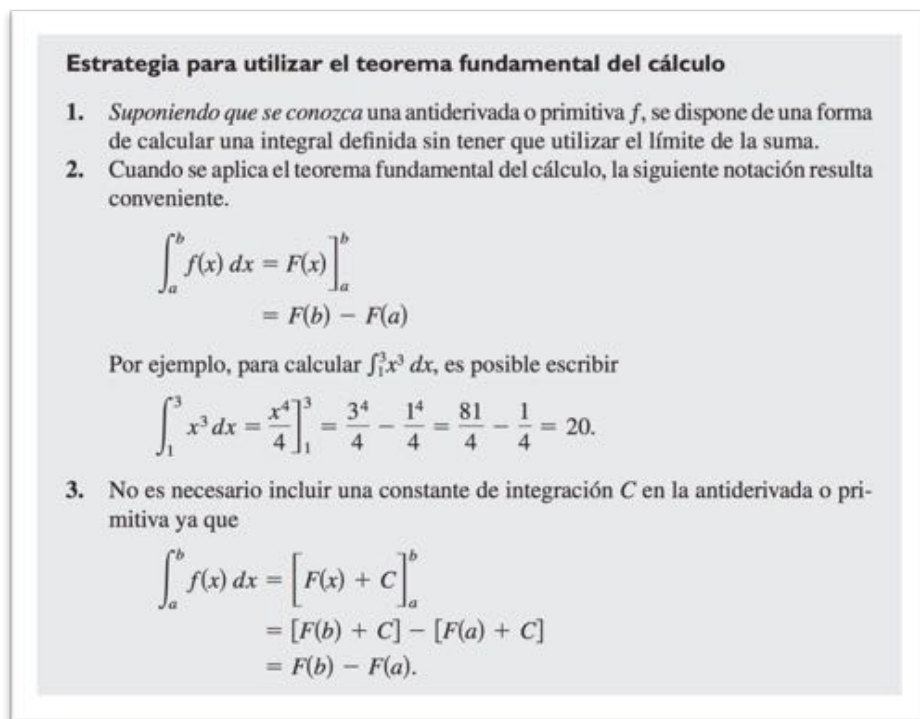 Estrategia para utilizar el teorema fundamental del cálculo
1. Suponiendo que se conozca una antiderivada o primitiva f, se dispone de una forma
de calcular una integral definida sin tener que utilizar el límite de la suma.
2. Cuando se aplica el teorema fundamental del cálculo, la siguiente notación resulta
conveniente.
∫ₐᵇ f(x) dx = F(x)]ₐᵇ
= F(b) − F(a)
Por ejemplo, para calcular ∫₁³x³ dx, es posible escribir
∫₁³ x³ dx = x⁴/4]₁³ = 3⁴/4 − 1⁴/4 = 81/4 − 1/4 = 20.
3. No es necesario incluir una constante de integración C en la antiderivada o pri-
mitiva ya que
∫ₐᵇ f(x) dx = [F(x) + C]ₐᵇ
= [F(b) + C] − [F(a) + C]
= F(b) − F(a).